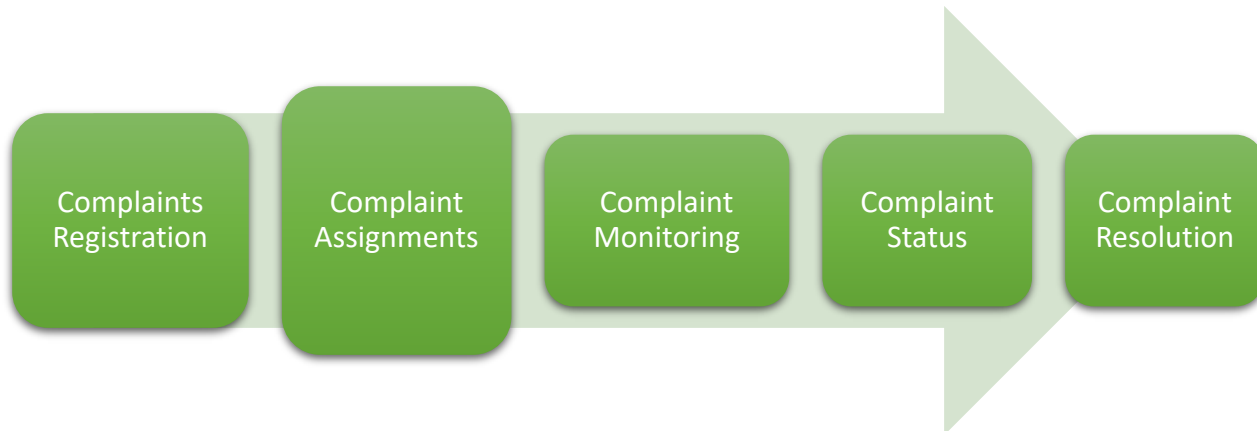 Complaints
Registration
Complaint
Assignments
Complaint
Monitoring
Complaint
Status
Complaint
Resolution